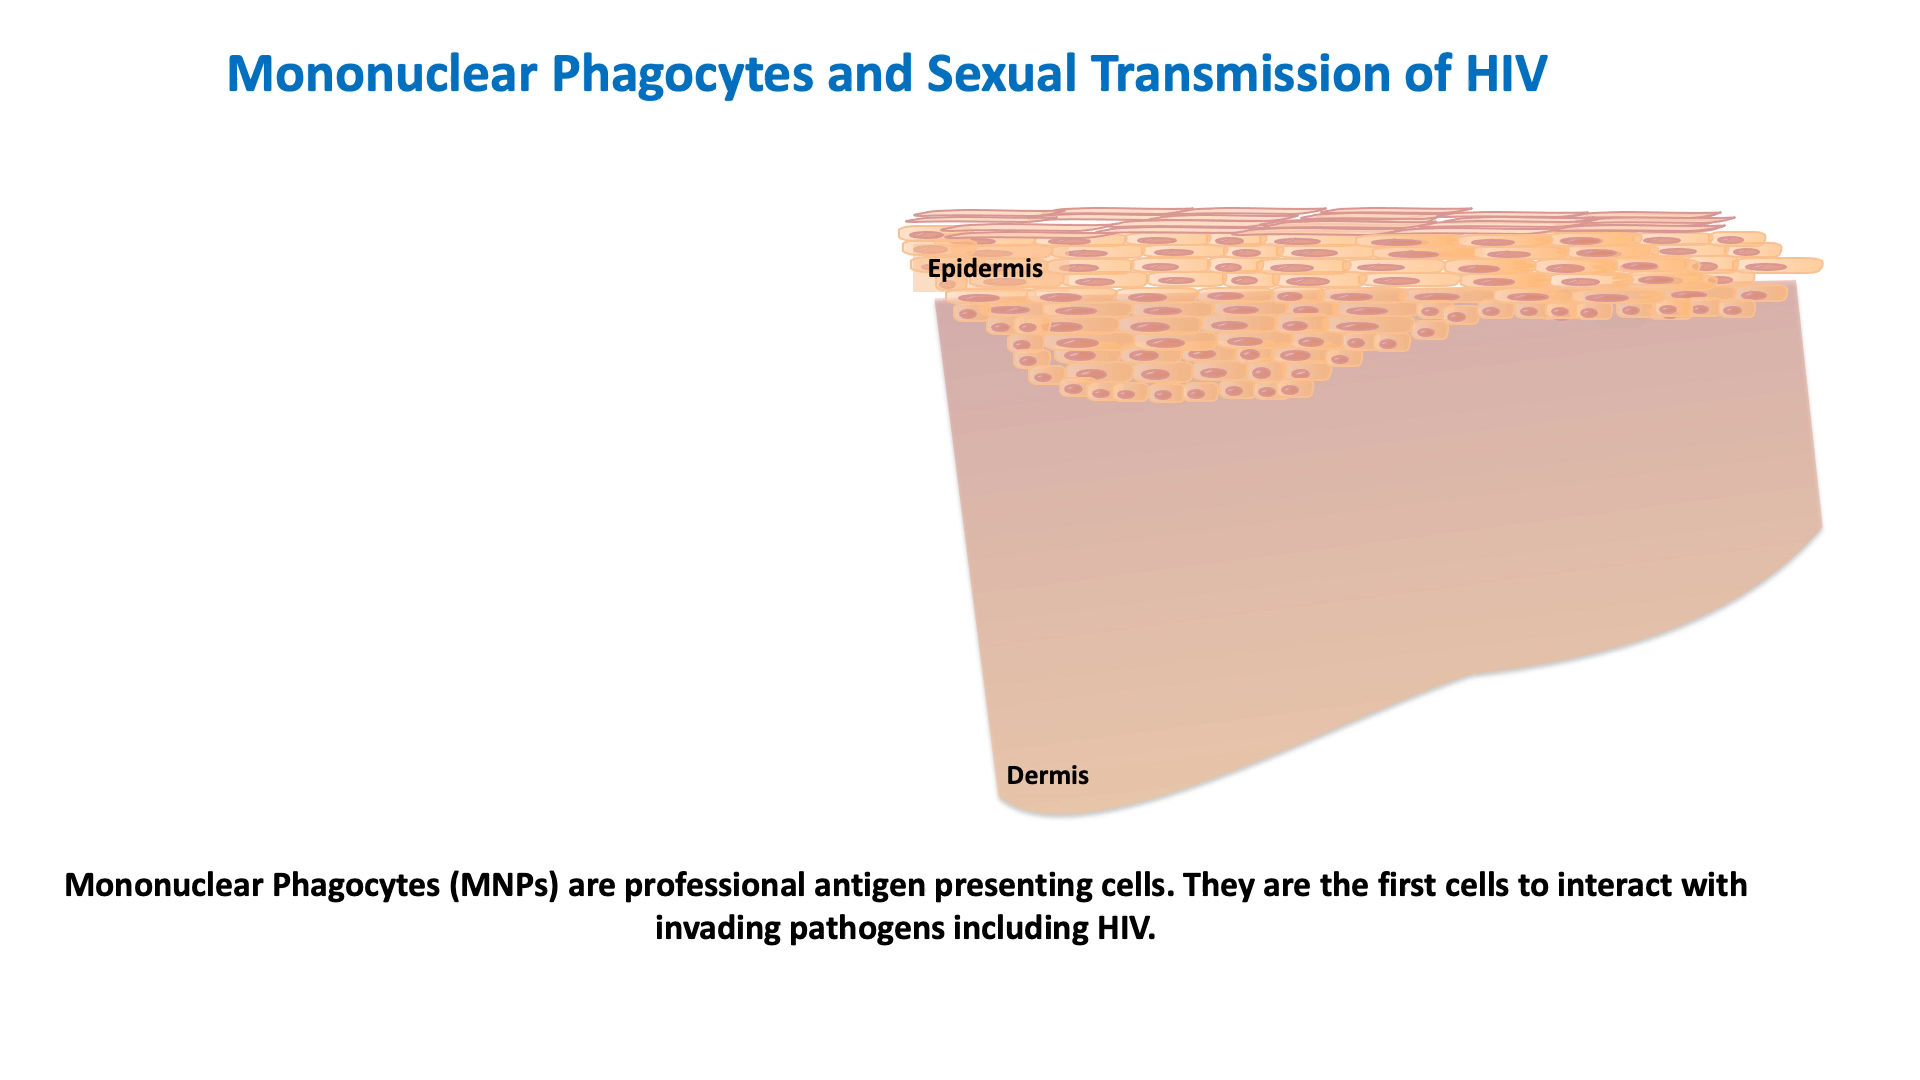 Mononuclear Phagocytes and Sexual Transmission of HIV
Epidermis
Dermis
Mononuclear Phagocytes (MNPs) are professional antigen presenting cells. They are the first cells to interact with
invading pathogens including HIV.